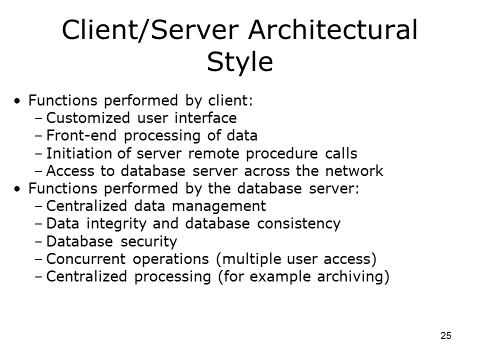 Client/Server Architectural
Style
• Functions performed by client:
– Customized user interface
– Front-end processing of data
– Initiation of server remote procedure calls
– Access to database server across the network
• Functions performed by the database server:
– Centralized data management
– Data integrity and database consistency
– Database security
– Concurrent operations (multiple user access)
– Centralized processing (for example archiving)
25